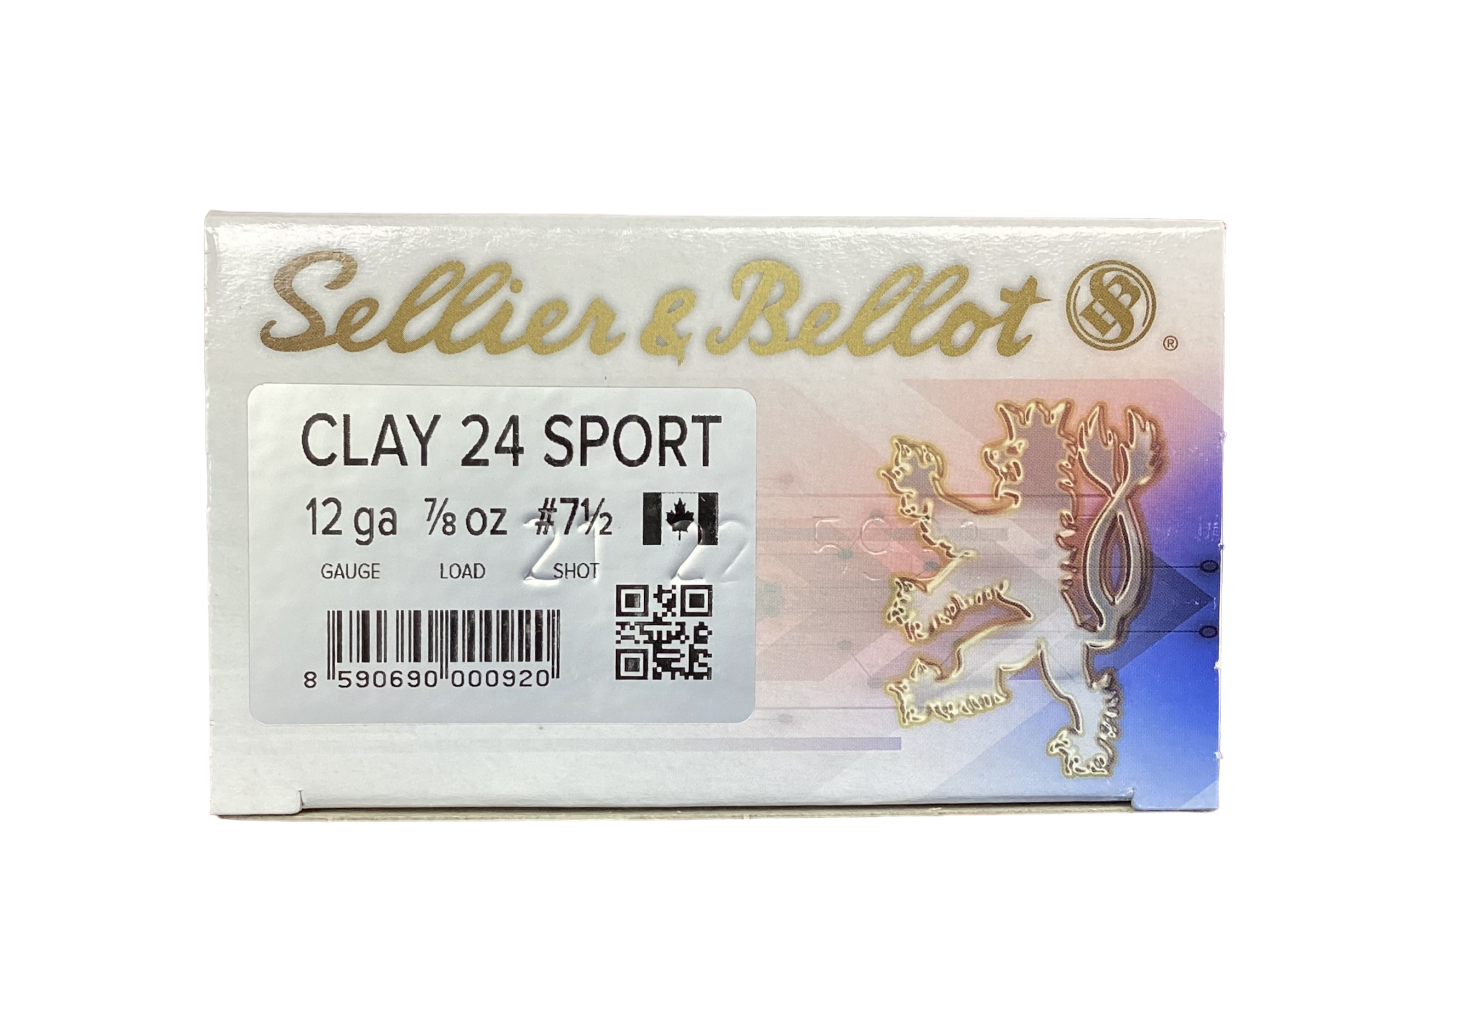 Sellier & Bellot
®
CLAY 24 SPORT
12 ga 7/8 oz #7½
GAUGE LOAD SHOT
8 590690 000920